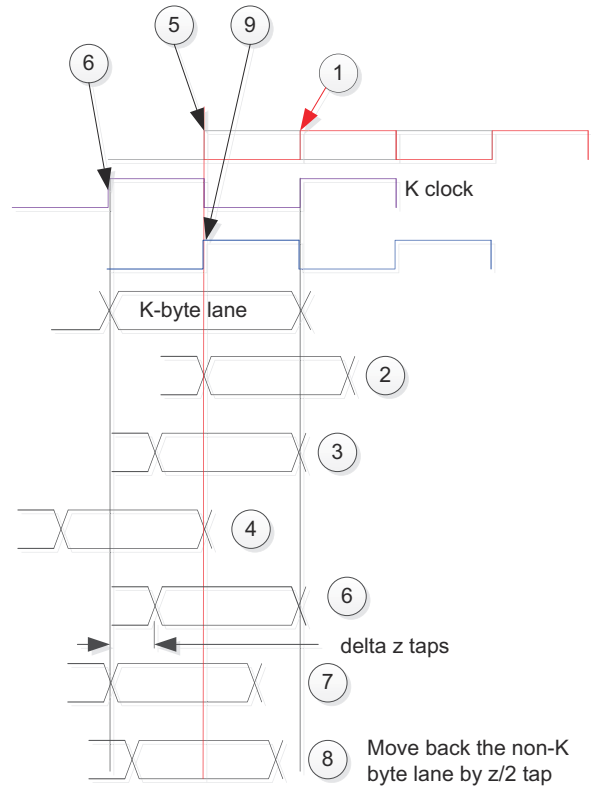 5
9
6
1
K clock
K-byte lane
2
3
4
6
delta z taps
7
8
Move back the non-K
byte lane by z/2 tap